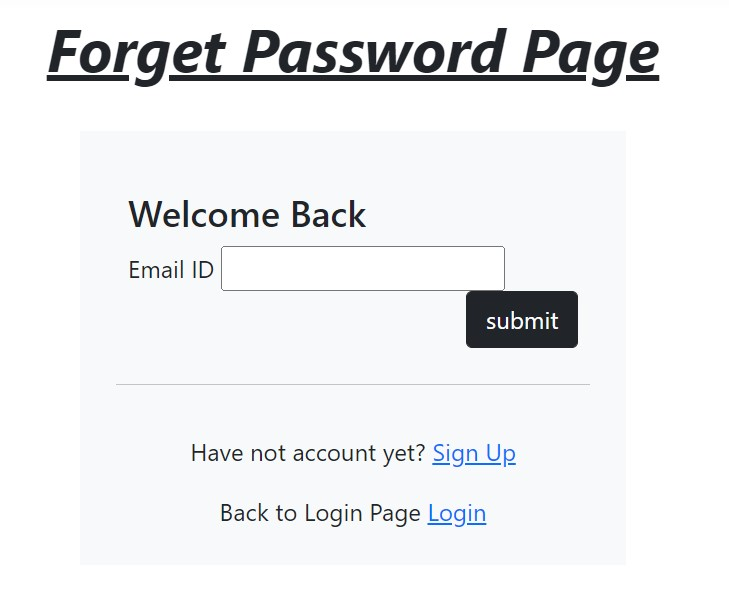 Forget Password Page
Welcome Back
Email ID
submit
Have not account yet? Sign Up
Back to Login Page Login